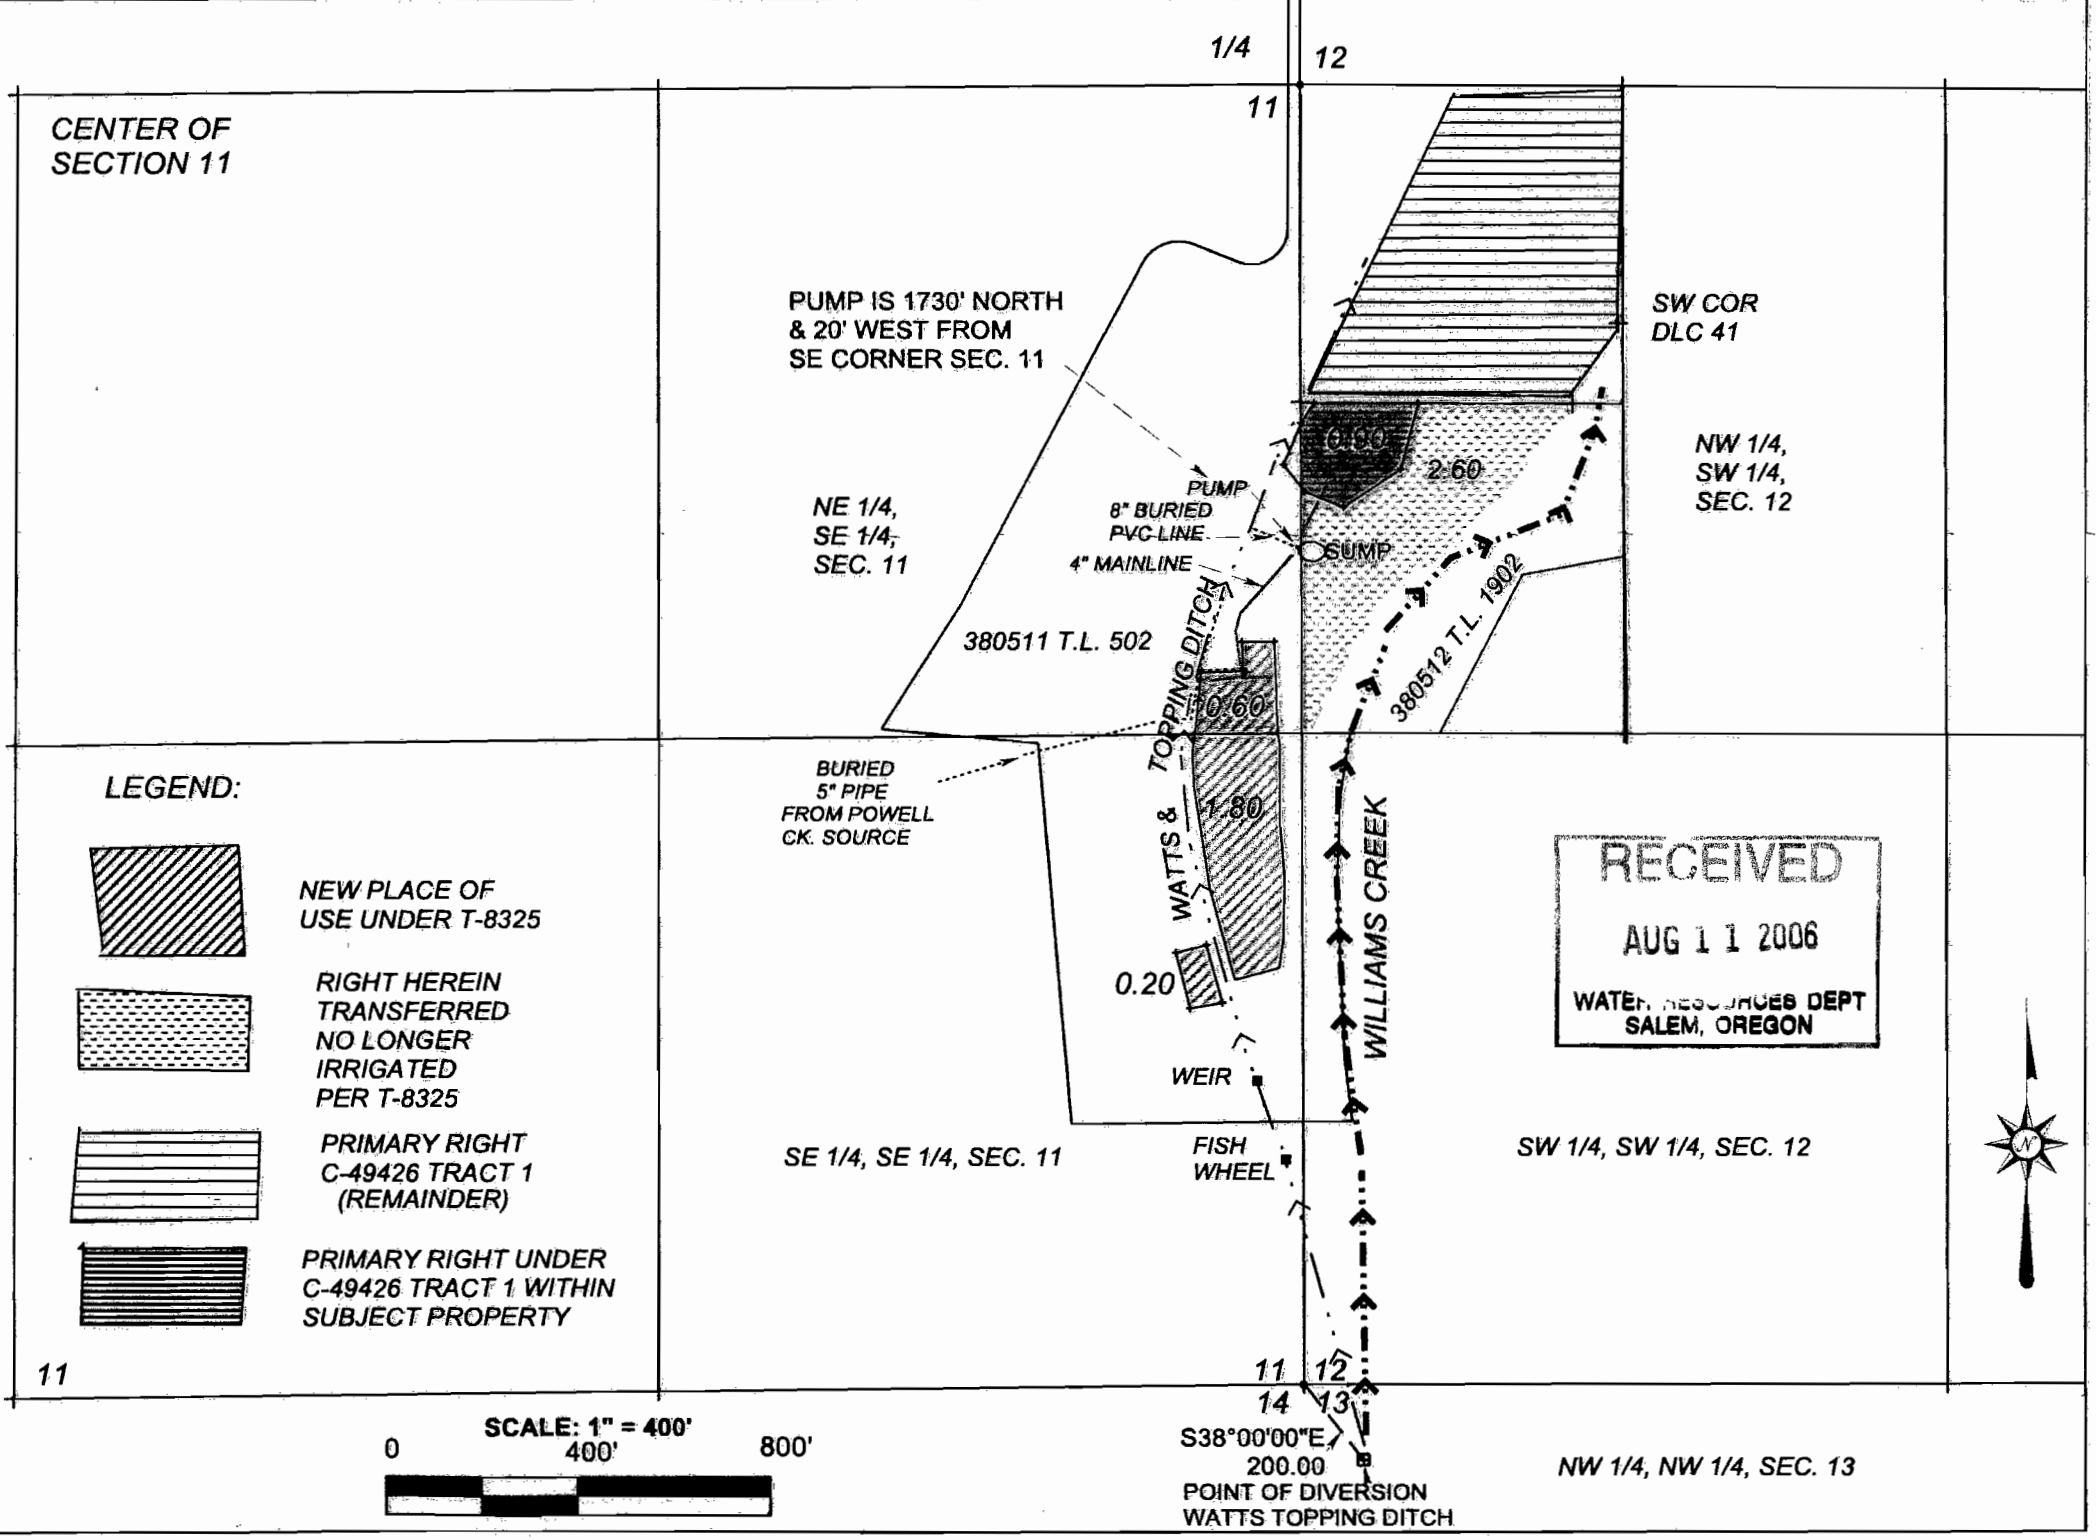 1/4
12
11
CENTER OF
SECTION 11
PUMP IS 1730' NORTH
& 20' WEST FROM
SE CORNER SEC. 11
SW COR
DLC 41
NW 1/4,
SW 1/4,
SEC. 12
2.60
NE 1/4,
SE 1/4,
SEC. 11
PUMP
8" BURIED
PVC LINE
4" MAINLINE
SUMP
380511 T.L. 502
380512 T.L. 1902
WATTS & TOPPING DITCH
0.60
1.80
0.20
BURIED
5" PIPE
FROM POWELL
CK. SOURCE
WILLIAMS CREEK
LEGEND:
NEW PLACE OF
USE UNDER T-8325
RIGHT HEREIN
TRANSFERRED
NO LONGER
IRRIGATED
PER T-8325
PRIMARY RIGHT
C-49426 TRACT 1
(REMAINDER)
PRIMARY RIGHT UNDER
C-49426 TRACT 1 WITHIN
SUBJECT PROPERTY
RECEIVED
AUG 11 2006
WATER RESOURCES DEPT
SALEM, OREGON
WEIR
FISH
WHEEL
SE 1/4, SE 1/4, SEC. 11
SW 1/4, SW 1/4, SEC. 12
N
11
11 12
14 13
SCALE: 1" = 400'
0 400' 800'
S38°00'00"E
200.00
POINT OF DIVERSION
WATTS TOPPING DITCH
NW 1/4, NW 1/4, SEC. 13